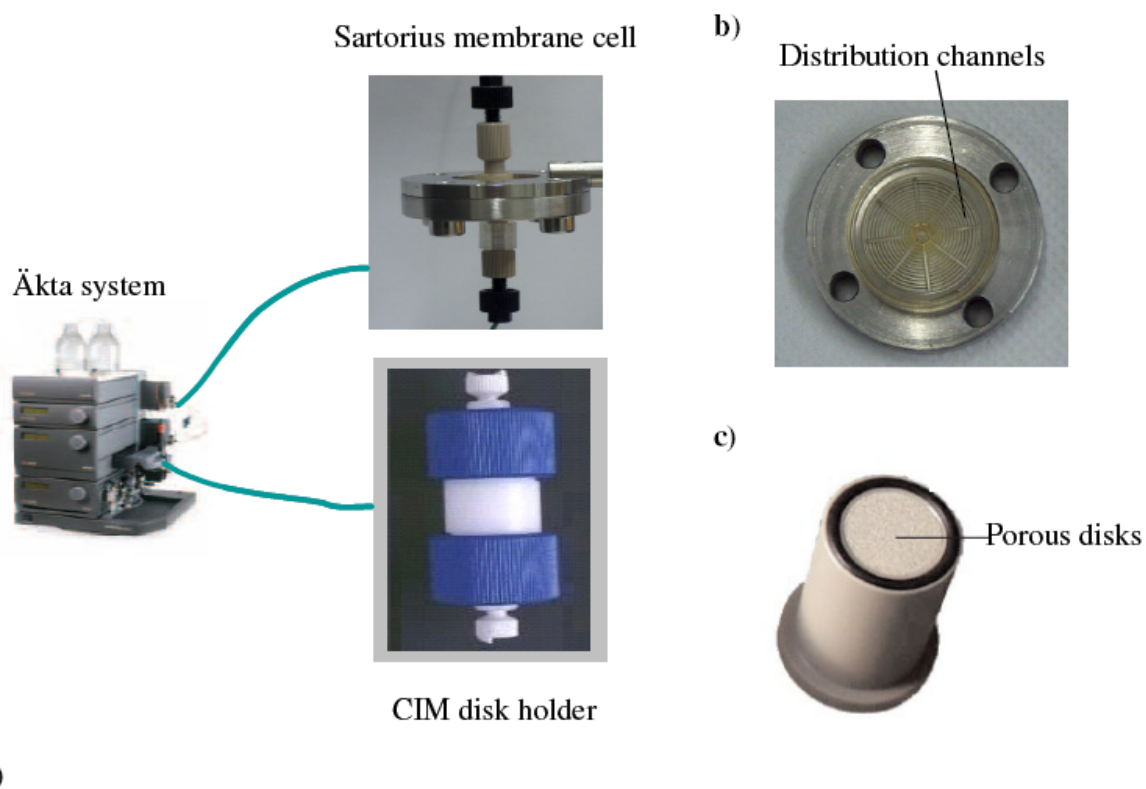 Sartorius membrane cell
b)
Distribution channels
Äkta system
c)
Porous disks
CIM disk holder
)